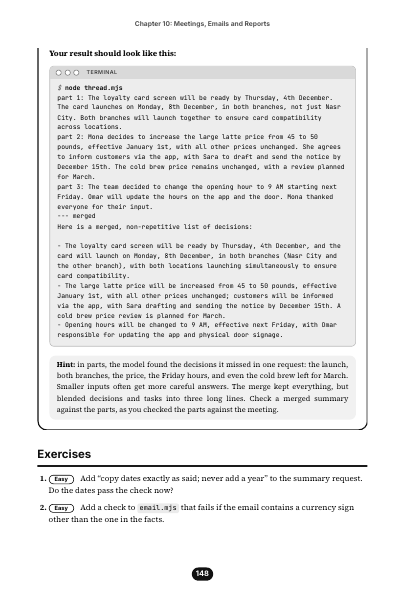 Chapter 10: Meetings, Emails and Reports
Your result should look like this:
TERMINAL
$ node thread.mjs
part 1: The loyalty card screen will be ready by Thursday, 4th December.
The card launches on Monday, 8th December, in both branches, not just Nasr
City. Both branches will launch together to ensure card compatibility
across locations.
part 2: Mona decides to increase the large latte price from 45 to 50
pounds, effective January 1st, with all other prices unchanged. She agrees
to inform customers via the app, with Sara to draft and send the notice by
December 15th. The cold brew price remains unchanged, with a review planned
for March.
part 3: The team decided to change the opening hour to 9 AM starting next
Friday. Omar will update the hours on the app and the door. Mona thanked
everyone for their input.
--- merged
Here is a merged, non-repetitive list of decisions:
- The loyalty card screen will be ready by Thursday, 4th December, and the
card will launch on Monday, 8th December, in both branches (Nasr City and
the other branch), with both locations launching simultaneously to ensure
card compatibility.
- The large latte price will be increased from 45 to 50 pounds, effective
January 1st, with all other prices unchanged; customers will be informed
via the app, with Sara drafting and sending the notice by December 15th. A
cold brew price review is planned for March.
- Opening hours will be changed to 9 AM, effective next Friday, with Omar
responsible for updating the app and physical door signage.
Hint: in parts, the model found the decisions it missed in one request: the launch,
both branches, the price, the Friday hours, and even the cold brew left for March.
Smaller inputs often get more careful answers. The merge kept everything, but
blended decisions and tasks into three long lines. Check a merged summary
against the parts, as you checked the parts against the meeting.
Exercises
1. Easy Add “copy dates exactly as said; never add a year” to the summary request.
Do the dates pass the check now?
2. Easy Add a check to email.mjs that fails if the email contains a currency sign
other than the one in the facts.
148